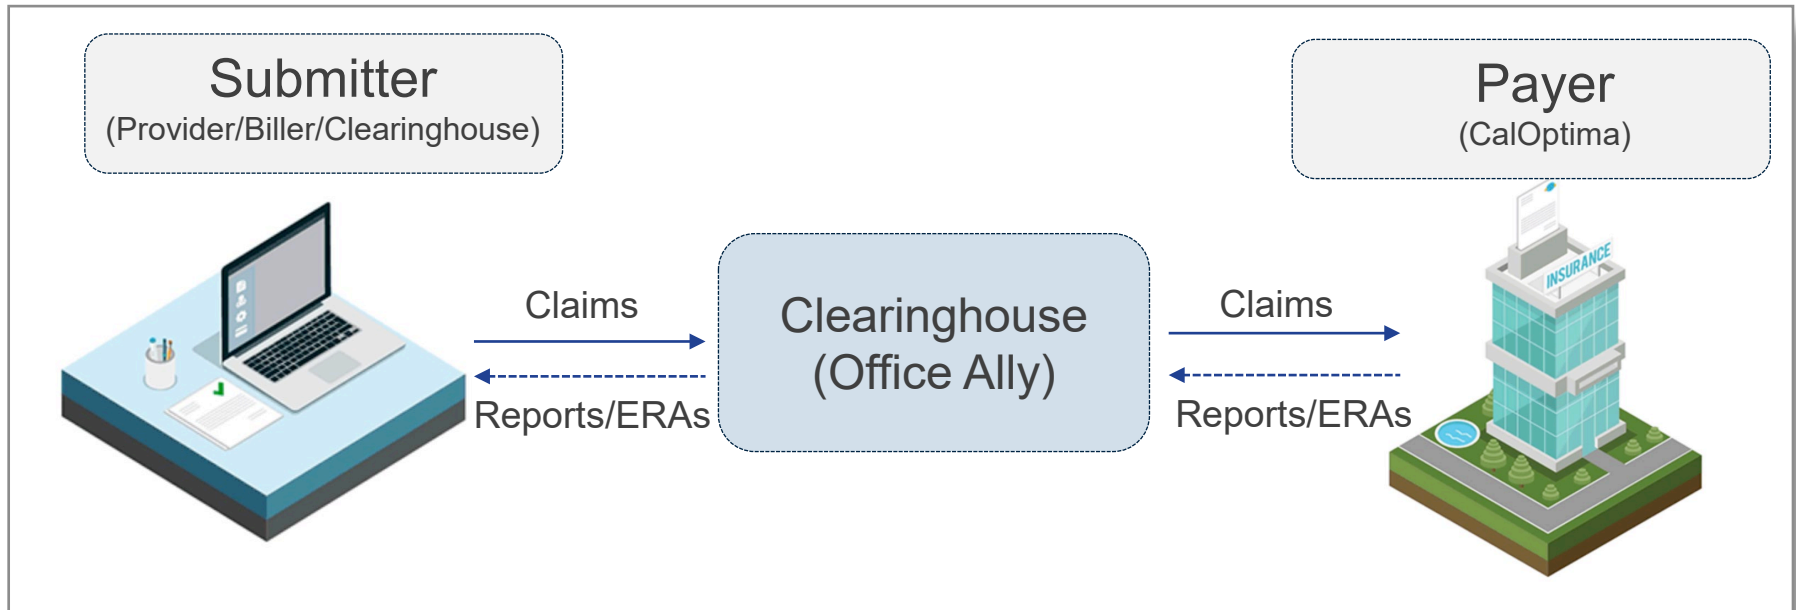 Submitter
(Provider/Biller/Clearinghouse)
Payer
(CalOptima)
INSURANCE
Claims
Reports/ERAs
Clearinghouse
(Office Ally)
Claims
Reports/ERAs